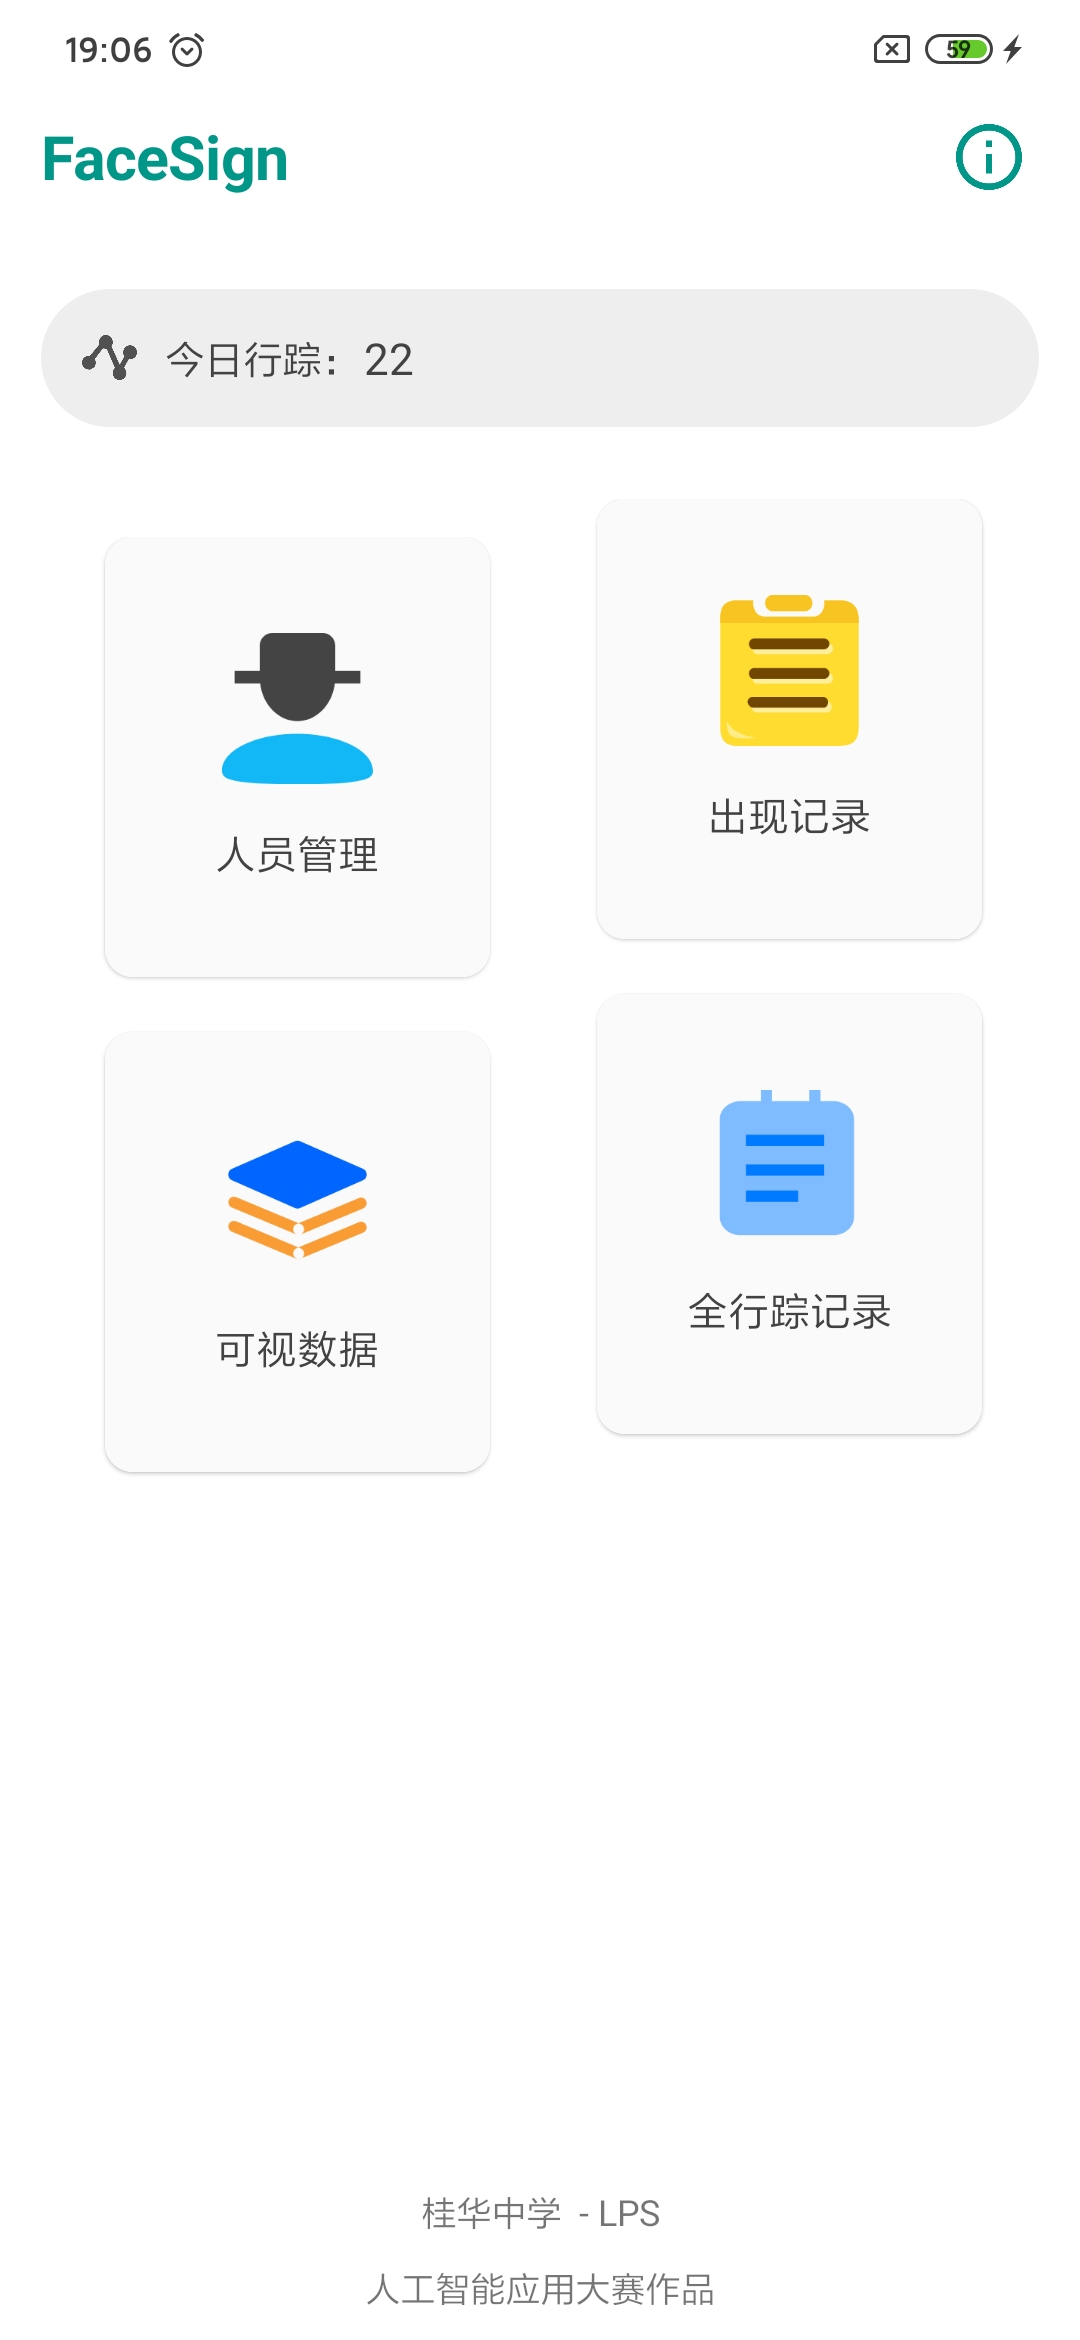 19:06
59
FaceSign
今日行踪：22
出现记录
人员管理
全行踪记录
可视数据
桂华中学 - LPS
人工智能应用大赛作品